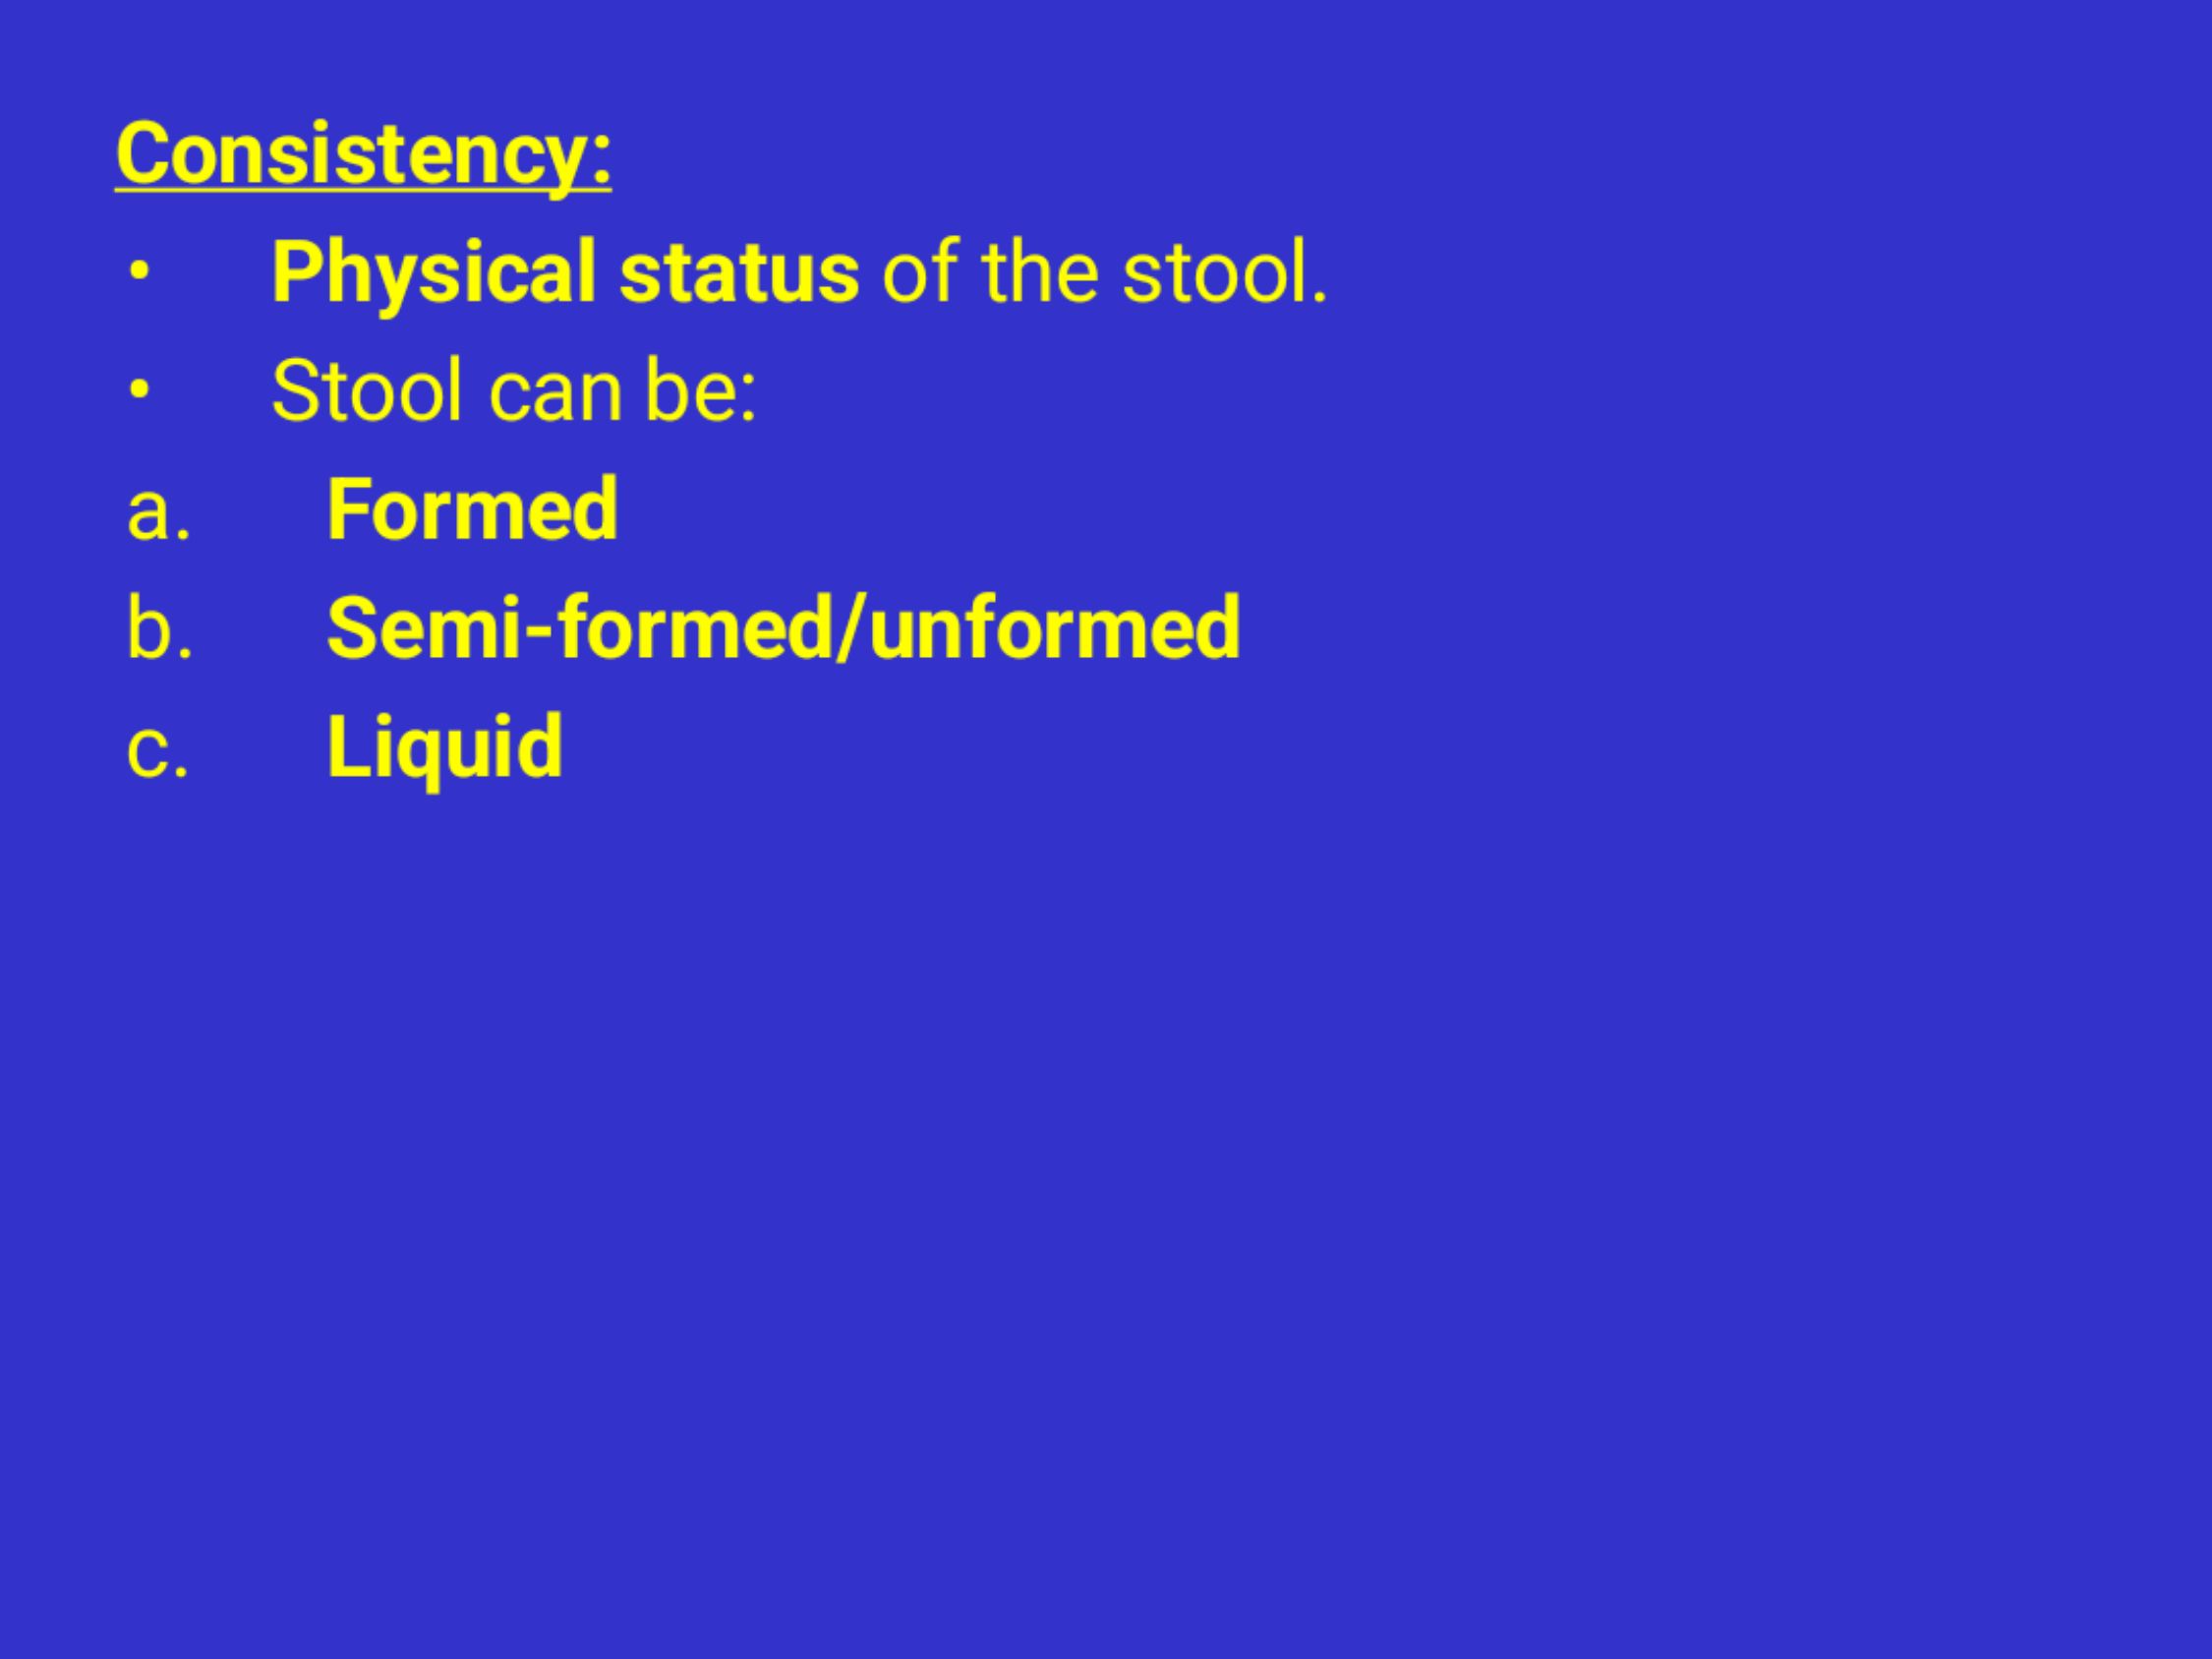 Consistency:
• Physical status of the stool.
• Stool can be:
a. Formed
b. Semi-formed/unformed
c. Liquid